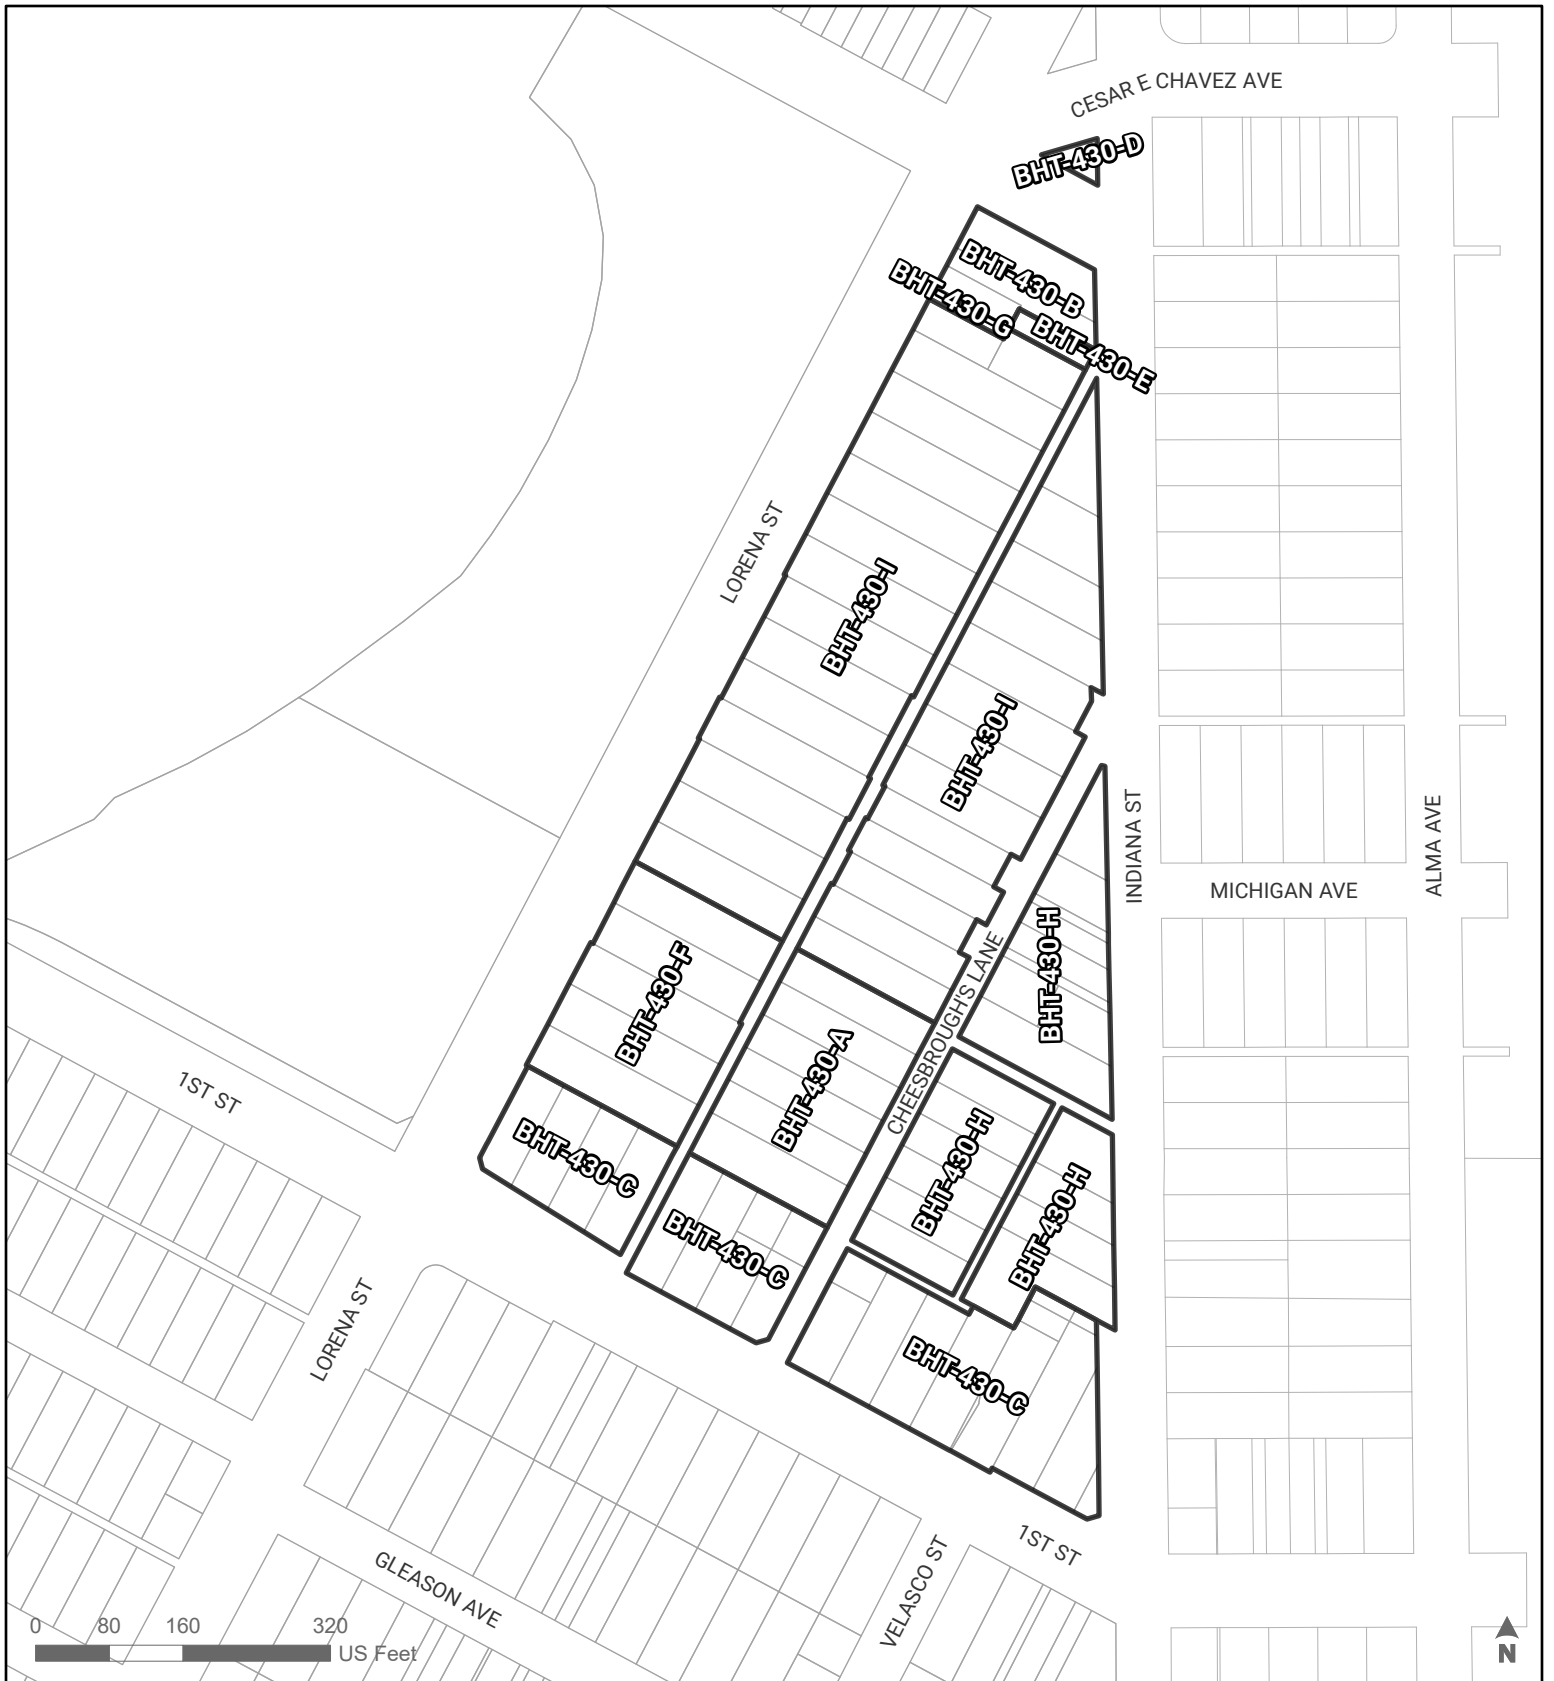 CESAR E CHAVEZ AVE
BHT-430-D
BHT-430-B
BHT-430-G
BHT-430-E
LORENA ST
BHT-430-I
BHT-430-I
INDIANA ST
ALMA AVE
MICHIGAN AVE
BHT-430-H
CHEESBROUGH'S LANE
BHT-430-F
BHT-430-A
1ST ST
BHT-430-C
BHT-430-H
BHT-430-H
BHT-430-C
LORENA ST
BHT-430-C
1ST ST
GLEASON AVE
VELASCO ST
0 80 160 320
US Feet
N